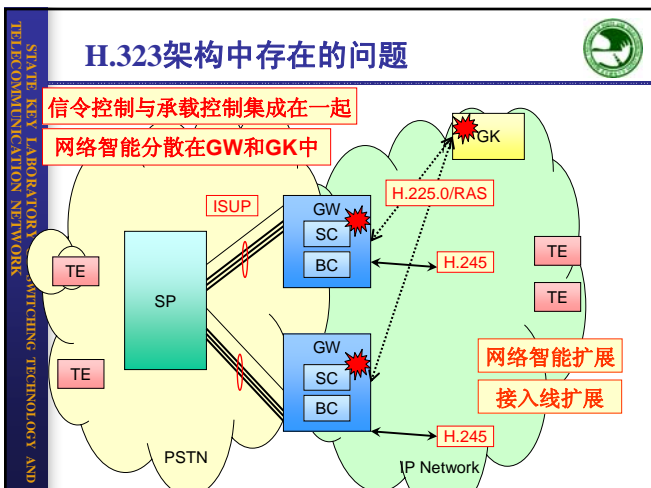 H.323架构中存在的问题
STATE KEY LABORATORY
SWITCHING TECHNOLOGY AND
TELECOMMUNICATION NETWORK
信令控制与承载控制集成在一起
网络智能分散在GW和GK中
GK
H.225.0/RAS
ISUP
GW
SC
BC
H.245
TE
SP
TE
TE
TE
GW
SC
BC
网络智能扩展
接入线扩展
H.245
PSTN
IP Network